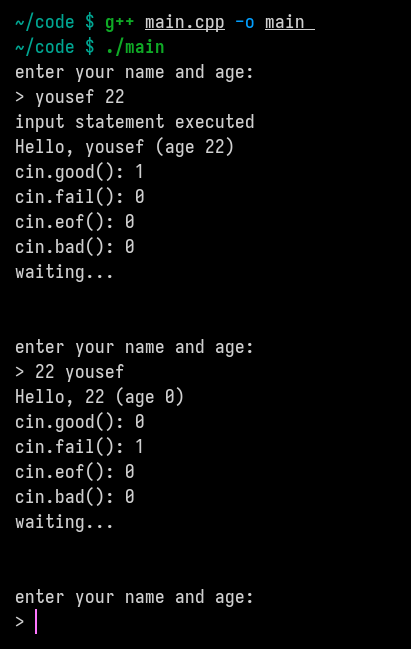 ~/code $ g++ main.cpp -o main
~/code $ ./main
enter your name and age:
> yousef 22
input statement executed
Hello, yousef (age 22)
cin.good(): 1
cin.fail(): 0
cin.eof(): 0
cin.bad(): 0
waiting...
enter your name and age:
> 22 yousef
Hello, 22 (age 0)
cin.good(): 0
cin.fail(): 1
cin.eof(): 0
cin.bad(): 0
waiting...
enter your name and age:
>